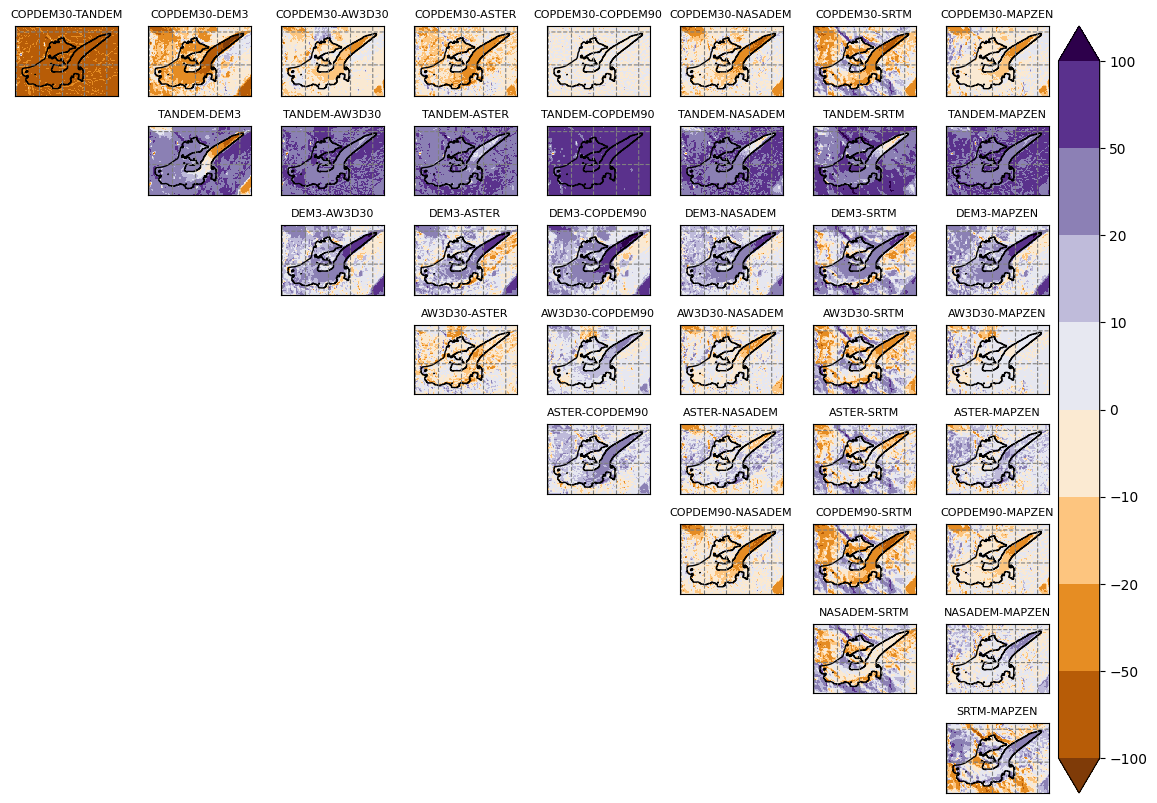 COPDEM30-TANDEM COPDEM30-DEM3 COPDEM30-AW3D30 COPDEM30-ASTER COPDEM30-COPDEM90 COPDEM30-NASADEM COPDEM30-SRTM COPDEM30-MAPZEN
TANDEM-DEM3 TANDEM-AW3D30 TANDEM-ASTER TANDEM-COPDEM90 TANDEM-NASADEM TANDEM-SRTM TANDEM-MAPZEN
DEM3-AW3D30 DEM3-ASTER DEM3-COPDEM90 DEM3-NASADEM DEM3-SRTM DEM3-MAPZEN
AW3D30-ASTER AW3D30-COPDEM90 AW3D30-NASADEM AW3D30-SRTM AW3D30-MAPZEN
ASTER-COPDEM90 ASTER-NASADEM ASTER-SRTM ASTER-MAPZEN
COPDEM90-NASADEM COPDEM90-SRTM COPDEM90-MAPZEN
NASADEM-SRTM NASADEM-MAPZEN
SRTM-MAPZEN
100
50
20
10
0
−10
−20
−50
−100